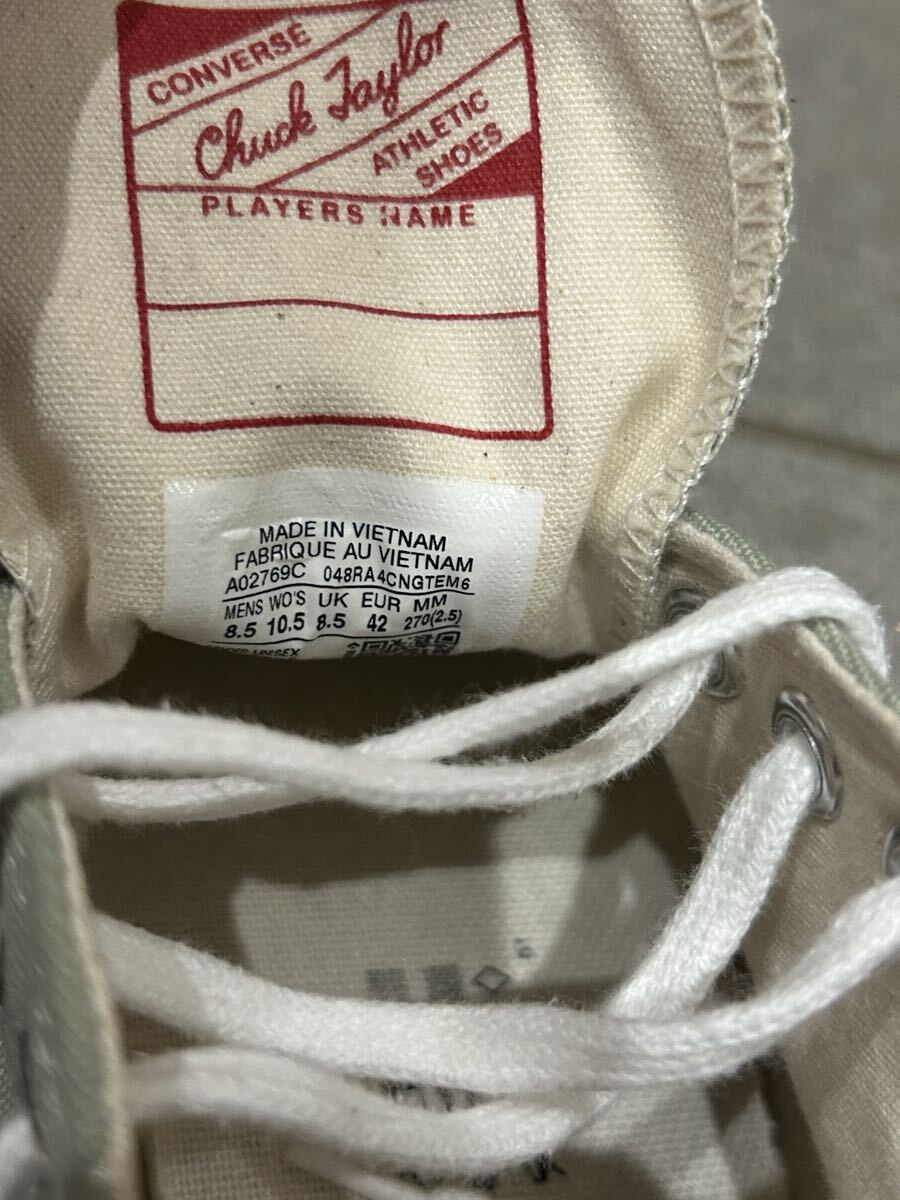 CONVERSE
Chuck Taylor
ATHLETIC
SHOES
PLAYERS NAME
MADE IN VIETNAM
FABRIQUE AU VIETNAM
A02769C 048RA4CNGTEM6
MENS WO'S UK EUR MM
8.5 10.5 8.5 42 270(2.5)
UNISEX